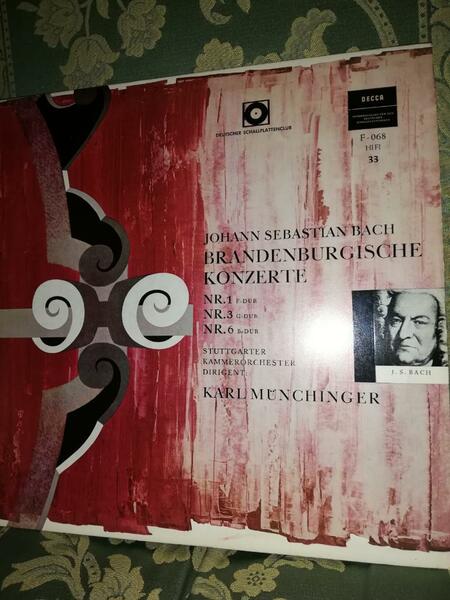 DEUTSCHER SCHALLPLATTENCLUB
DECCA
F-068
HIFI
33
JOHANN SEBASTIAN BACH
BRANDENBURGISCHE
KONZERTE
NR.1 F-DUR
NR.3 G-DUR
NR.6 B-DUR
STUTTGARTER
KAMMERORCHESTER
DIRIGENT:
KARL MÜNCHINGER
J. S. BACH